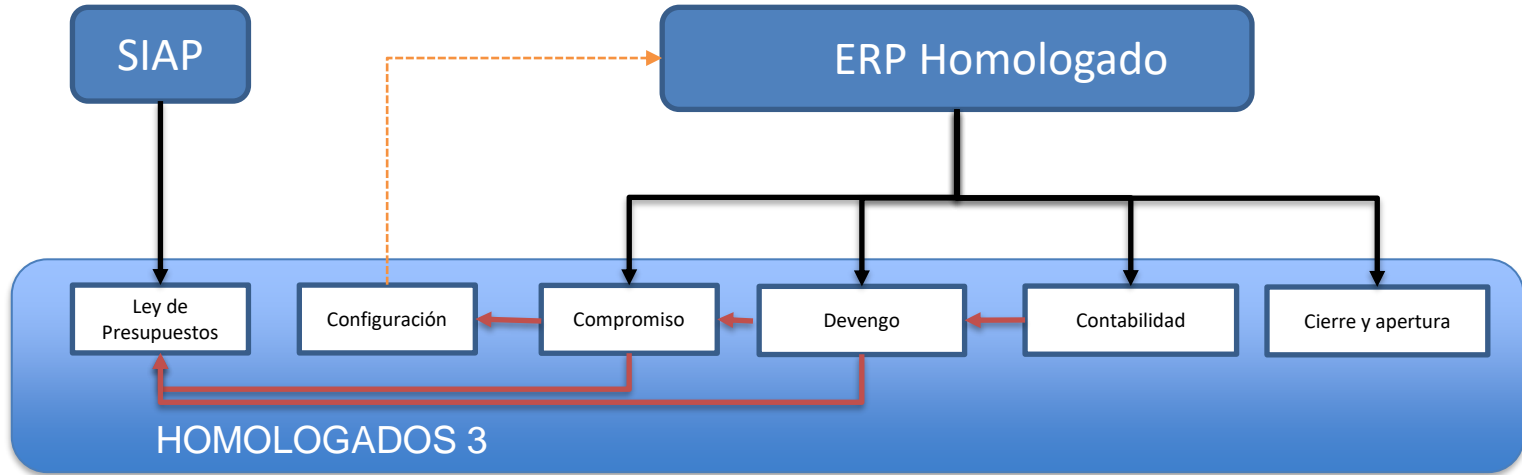 SIAP
ERP Homologado
Ley de
Presupuestos
Configuración
Compromiso
Devengo
Contabilidad
Cierre y apertura
HOMOLOGADOS 3